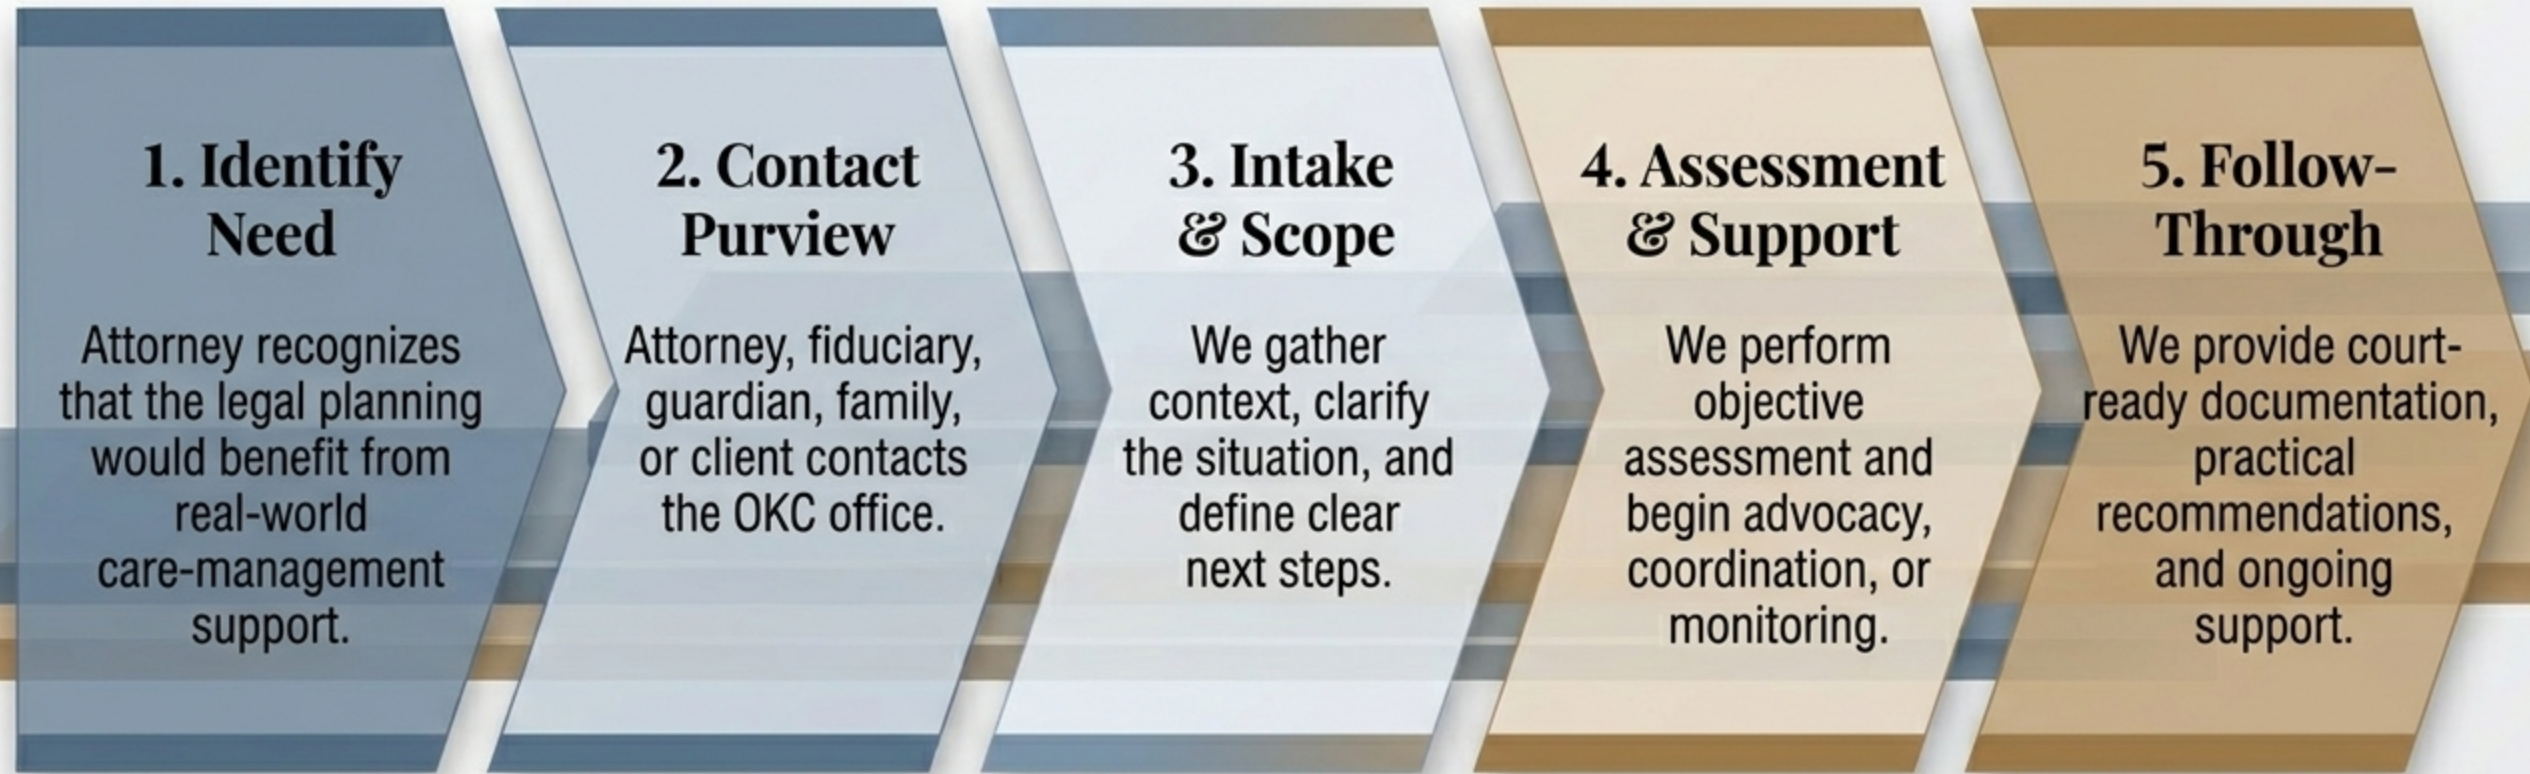 1. Identify
Need
Attorney recognizes
that the legal planning
would benefit from
real-world
care-management
support.
2. Contact
Purview
Attorney, fiduciary,
guardian, family,
or client contacts
the OKC office.
3. Intake
& Scope
We gather
context, clarify
the situation, and
define clear
next steps.
4. Assessment
& Support
We perform
objective
assessment and
begin advocacy,
coordination, or
monitoring.
5. Follow-
Through
We provide court-
ready documentation,
practical
recommendations,
and ongoing
support.